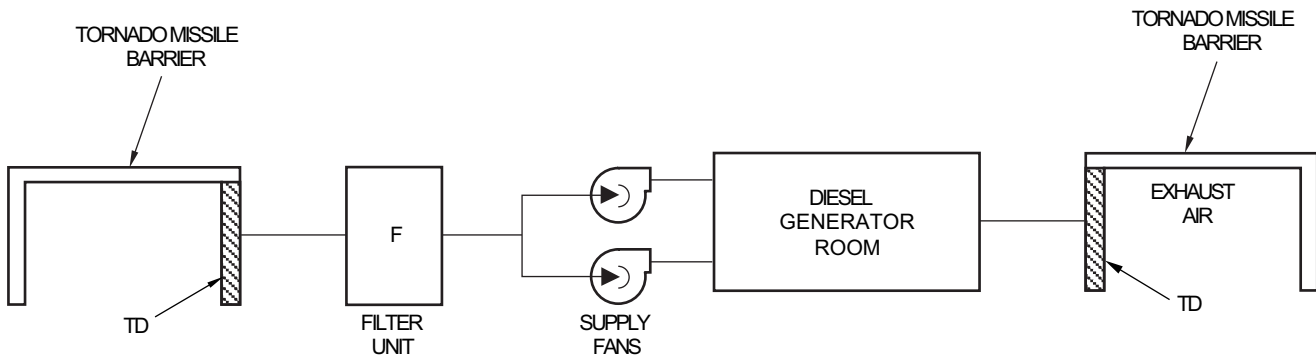 TORNADO MISSILE
BARRIER
TORNADO MISSILE
BARRIER
EXHAUST
AIR
DIESEL
GENERATOR
ROOM
F
TD
TD
FILTER
UNIT
SUPPLY
FANS